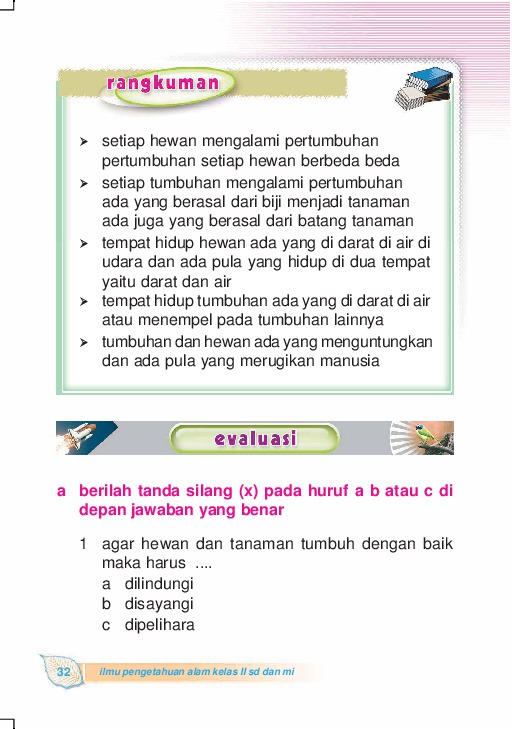 rangkuman
➢ setiap hewan mengalami pertumbuhan
pertumbuhan setiap hewan berbeda beda
➢ setiap tumbuhan mengalami pertumbuhan
ada yang berasal dari biji menjadi tanaman
ada juga yang berasal dari batang tanaman
➢ tempat hidup hewan ada yang di darat di air di
udara dan ada pula yang hidup di dua tempat
yaitu darat dan air
➢ tempat hidup tumbuhan ada yang di darat di air
atau menempel pada tumbuhan lainnya
➢ tumbuhan dan hewan ada yang menguntungkan
dan ada pula yang merugikan manusia
evaluasi
a berilah tanda silang (x) pada huruf a b atau c di
depan jawaban yang benar
1 agar hewan dan tanaman tumbuh dengan baik
maka harus ....
a dilindungi
b disayangi
c dipelihara
32 ilmu pengetahuan alam kelas II sd dan mi